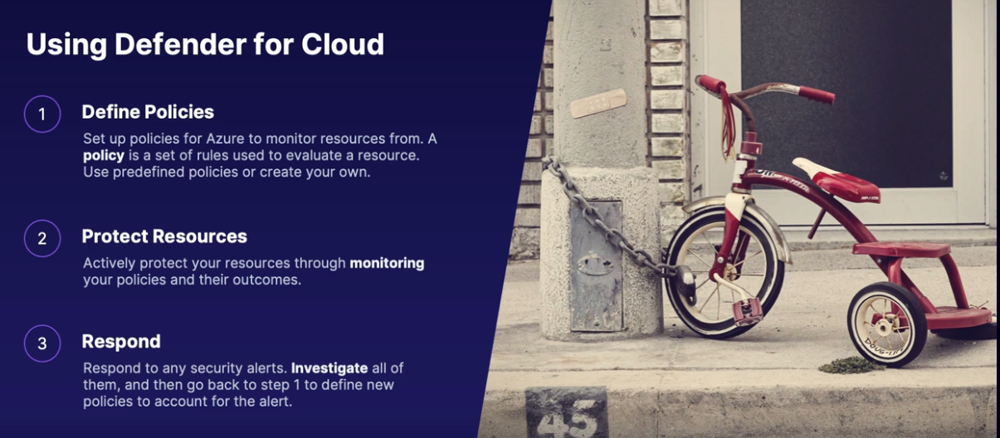 Using Defender for Cloud
1
Define Policies
Set up policies for Azure to monitor resources from. A
policy is a set of rules used to evaluate a resource.
Use predefined policies or create your own.
2
Protect Resources
Actively protect your resources through monitoring
your policies and their outcomes.
3
Respond
Respond to any security alerts. Investigate all of
them, and then go back to step 1 to define new
policies to account for the alert.
45